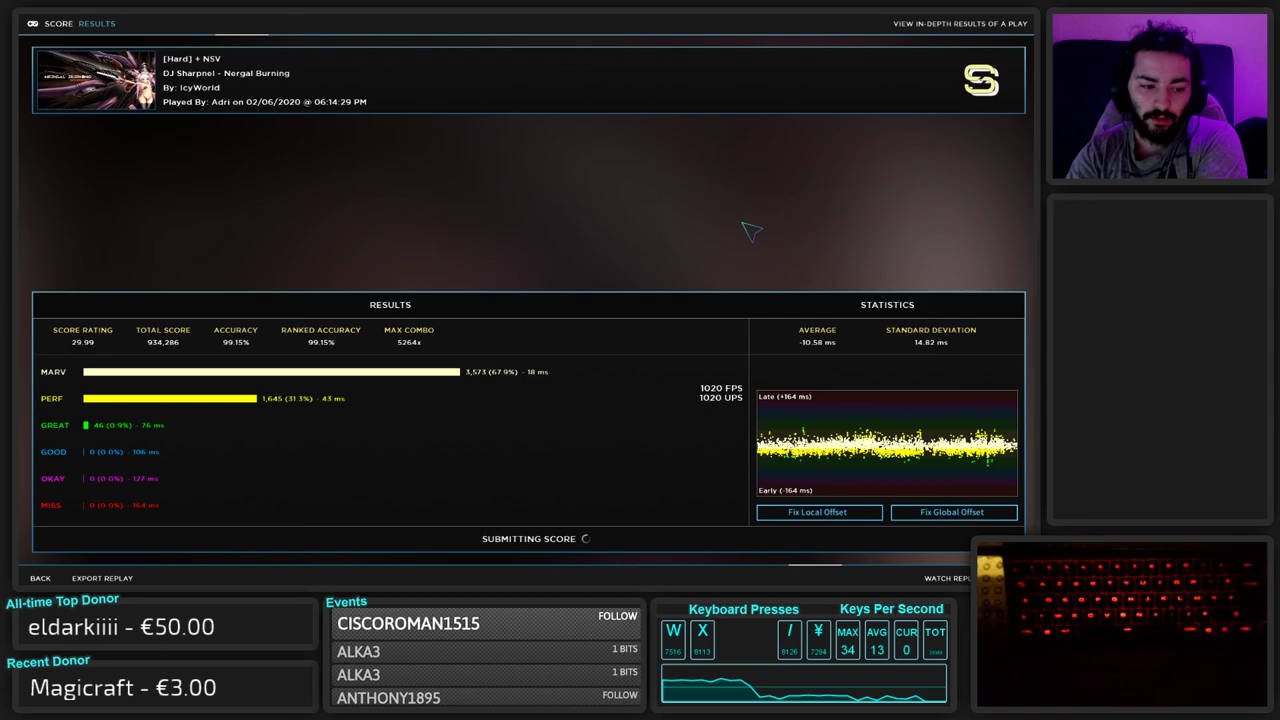 SCORE RESULTS
VIEW IN-DEPTH RESULTS OF A PLAY
[Hard] + NSV
DJ Sharpnel - Nergal Burning
By: IcyWorld
Played By: Adri on 02/06/2020 @ 06:14:29 PM
S
RESULTS
STATISTICS
SCORE RATING TOTAL SCORE ACCURACY RANKED ACCURACY MAX COMBO
29.99 934,286 99.15% 99.15% 5264x
AVERAGE STANDARD DEVIATION
-10.58 ms 14.82 ms
MARV 3,573 (67.9%) - 18 ms
PERF 1,645 (31.3%) - 43 ms
GREAT 46 (0.9%) - 76 ms
GOOD 0 (0.0%) - 106 ms
OKAY 0 (0.0%) - 127 ms
MISS 0 (0.0%) - 164 ms
1020 FPS
1020 UPS
Late (+164 ms)
Early (-164 ms)
Fix Local Offset Fix Global Offset
SUBMITTING SCORE
BACK EXPORT REPLAY
WATCH REPL
All-time Top Donor
eldarkiiii - €50.00
Recent Donor
Magicraft - €3.00
Events
CISCOROMAN1515 FOLLOW
ALKA3 1 BITS
ALKA3 1 BITS
ANTHONY1895 FOLLOW
Keyboard Presses Keys Per Second
W X / ¥ MAX AVG CUR TOT
7516 8113 8126 7294 34 13 0